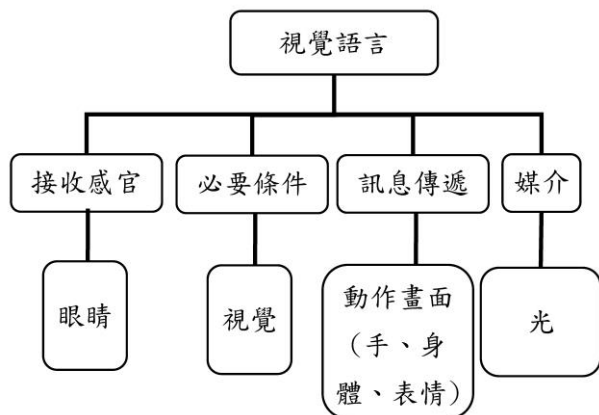 視覺語言
接收感官
必要條件
訊息傳遞
媒介
眼睛
視覺
動作畫面
（手、身
體、表情）
光